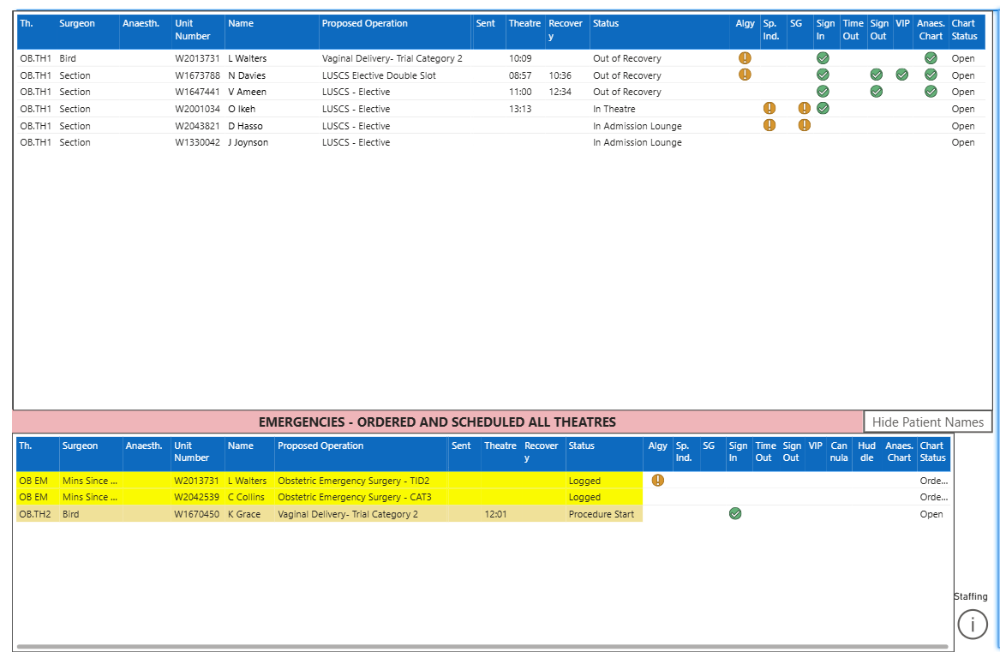 Th. Surgeon Anaesth. Unit Number Name Proposed Operation Sent Theatre Recovery Status Algy Sp. Ind. SG Sign In Time Out Sign Out VIP Anaes. Chart Chart Status
OB.TH1 Bird W2013731 L Walters Vaginal Delivery- Trial Category 2 10:09 Out of Recovery Open
OB.TH1 Section W1673788 N Davies LUSCS Elective Double Slot 08:57 10:36 Out of Recovery Open
OB.TH1 Section W1647441 V Ameen LUSCS - Elective 11:00 12:34 Out of Recovery Open
OB.TH1 Section W2001034 O Ikeh LUSCS - Elective 13:13 In Theatre Open
OB.TH1 Section W2043821 D Hasso LUSCS - Elective In Admission Lounge Open
OB.TH1 Section W1330042 J Joynson LUSCS - Elective In Admission Lounge Open
EMERGENCIES - ORDERED AND SCHEDULED ALL THEATRES Hide Patient Names
Th. Surgeon Anaesth. Unit Number Name Proposed Operation Sent Theatre Recovery Status Algy Sp. Ind. SG Sign In Time Out Sign Out VIP Cannula Huddle Anaes. Chart Chart Status
OB EM Mins Since ... W2013731 L Walters Obstetric Emergency Surgery - TID2 Logged Orde...
OB EM Mins Since ... W2042539 C Collins Obstetric Emergency Surgery - CAT3 Logged Orde...
OB.TH2 Bird W1670450 K Grace Vaginal Delivery- Trial Category 2 12:01 Procedure Start Open
Staffing